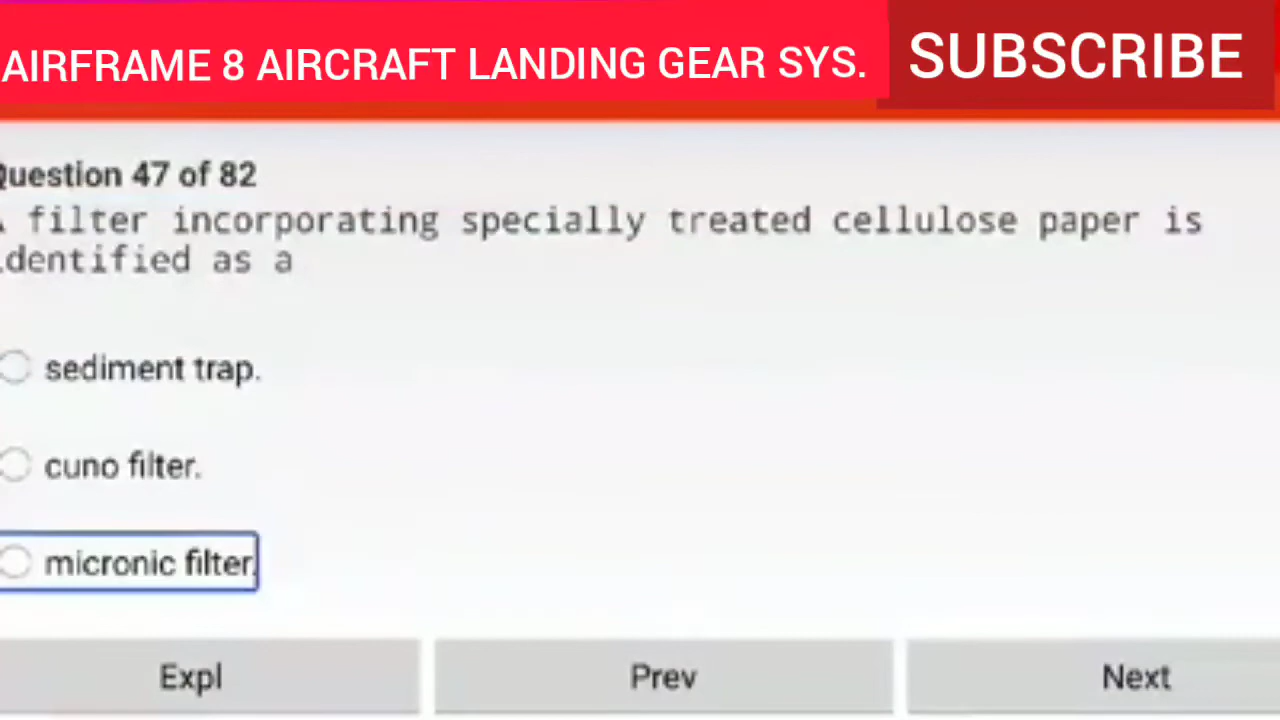 AIRFRAME 8 AIRCRAFT LANDING GEAR SYS.
SUBSCRIBE
Question 47 of 82
A filter incorporating specially treated cellulose paper is
identified as a
sediment trap.
cuno filter.
micronic filter.
Expl
Prev
Next